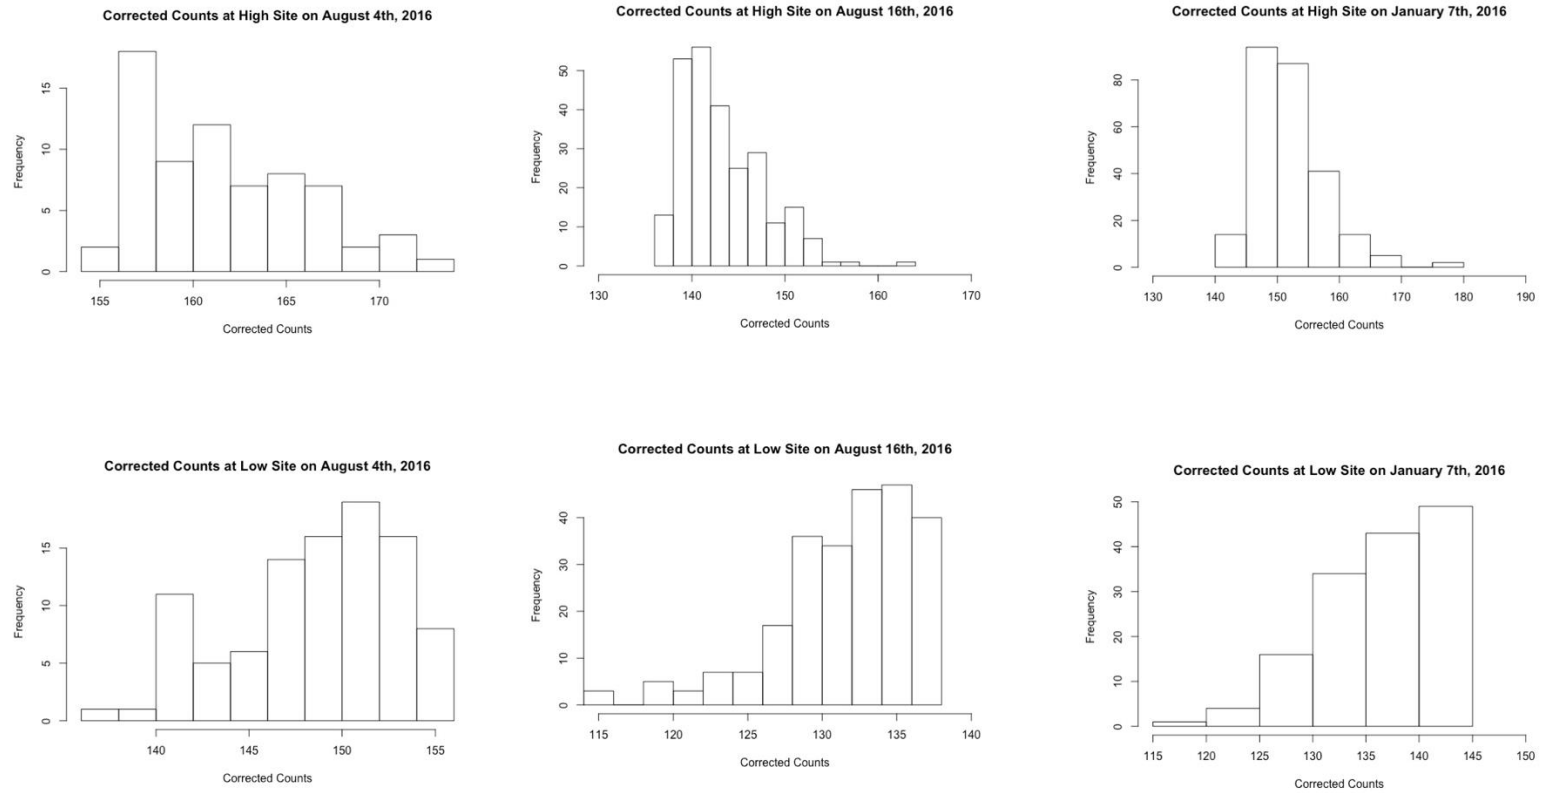 Corrected Counts at High Site on August 4th, 2016
Frequency
15
10
5
0
155 160 165 170
Corrected Counts
Corrected Counts at High Site on August 16th, 2016
Frequency
50
40
30
20
10
0
130 140 150 160 170
Corrected Counts
Corrected Counts at High Site on January 7th, 2016
Frequency
80
60
40
20
0
130 140 150 160 170 180 190
Corrected Counts
Corrected Counts at Low Site on August 4th, 2016
Frequency
15
10
5
0
140 145 150 155
Corrected Counts
Corrected Counts at Low Site on August 16th, 2016
Frequency
40
30
20
10
0
115 120 125 130 135 140
Corrected Counts
Corrected Counts at Low Site on January 7th, 2016
Frequency
50
40
30
20
10
0
115 120 125 130 135 140 145 150
Corrected Counts